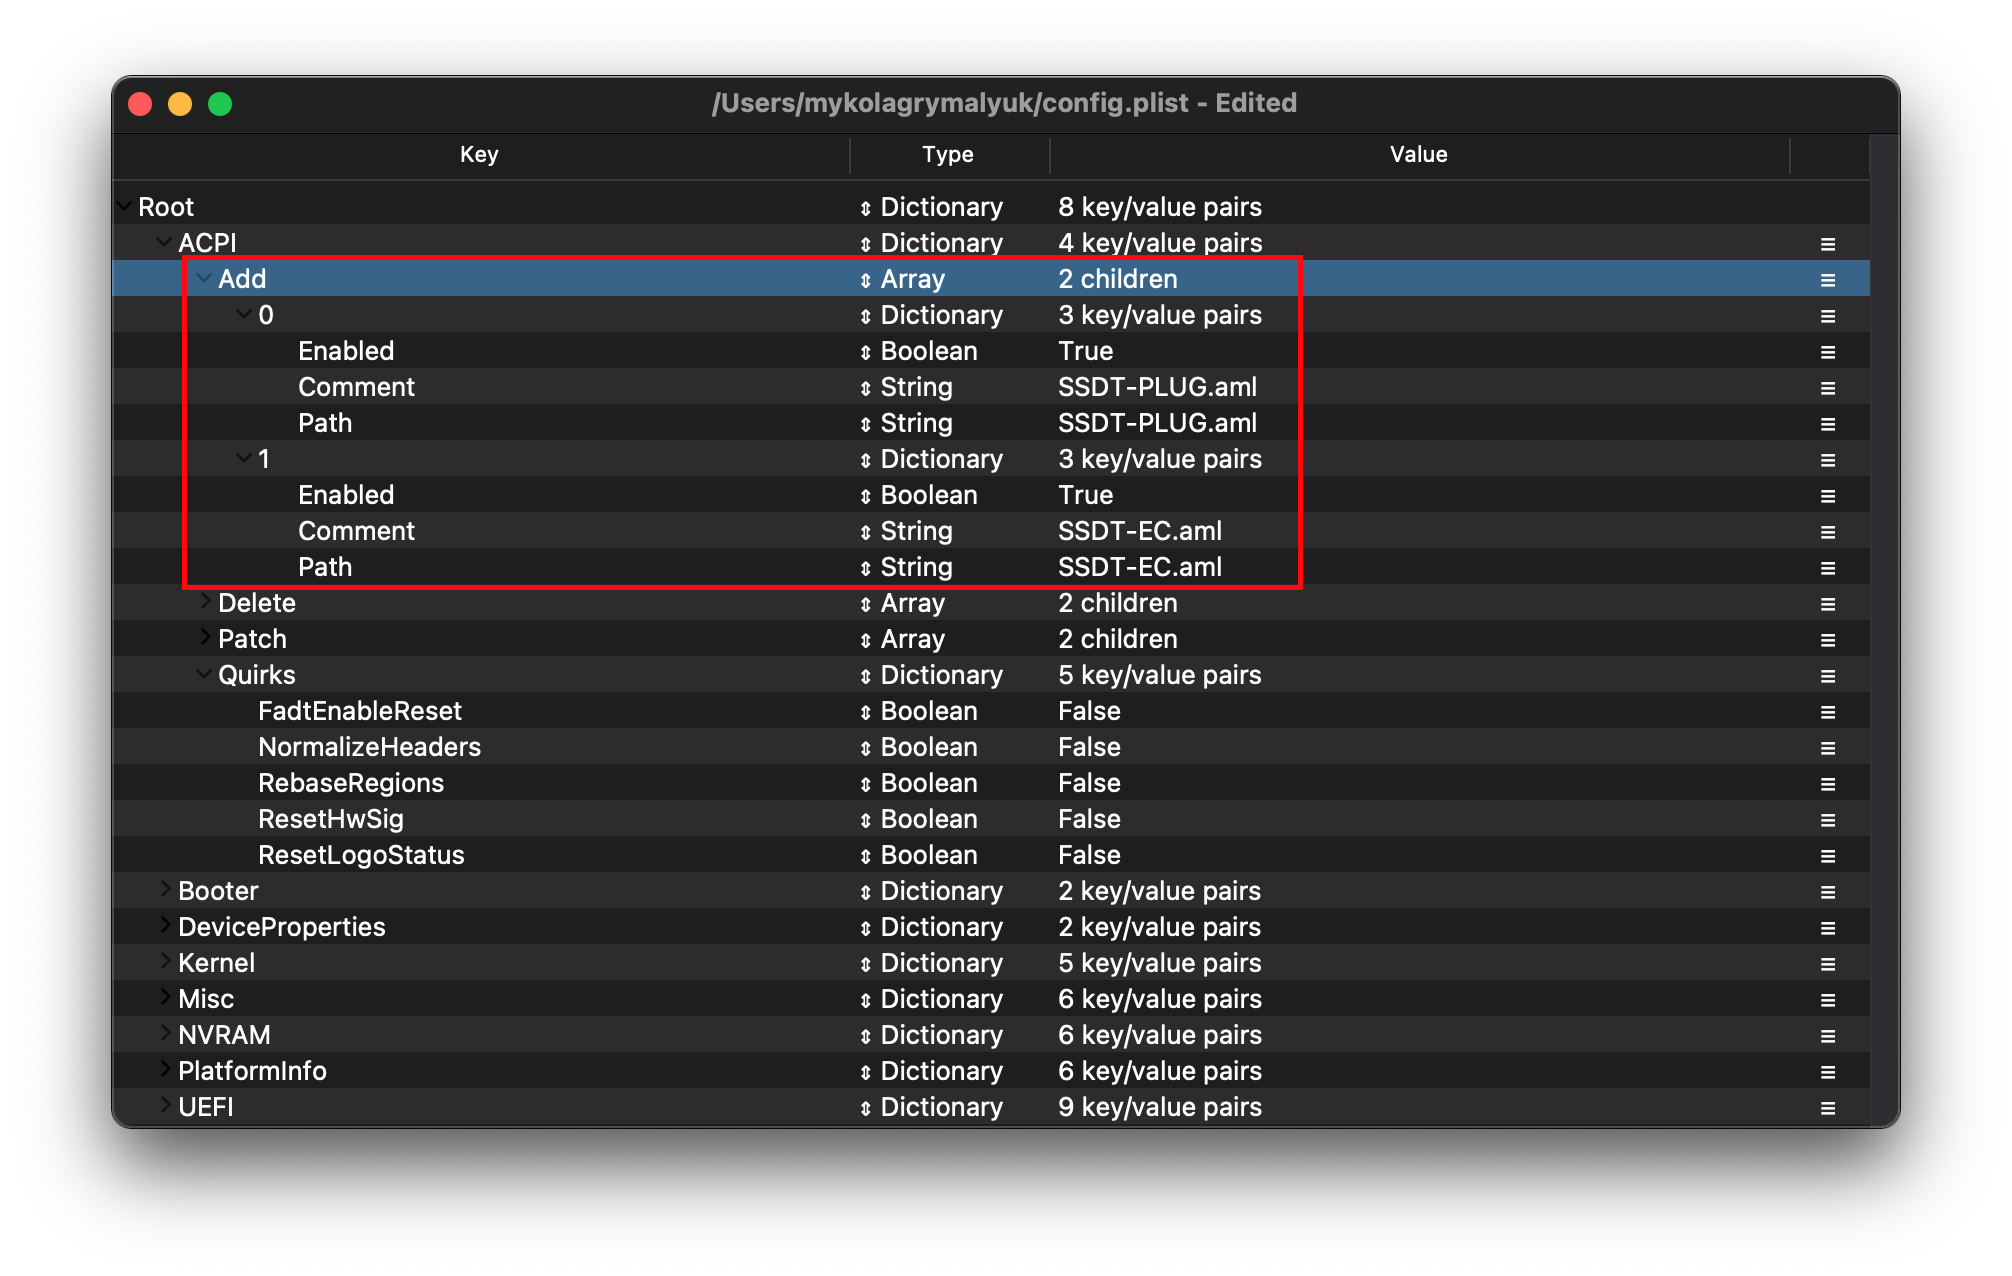 /Users/mykolagrymalyuk/config.plist - Edited
Key Type Value
Root Dictionary 8 key/value pairs
ACPI Dictionary 4 key/value pairs
Add Array 2 children
0 Dictionary 3 key/value pairs
Enabled Boolean True
Comment String SSDT-PLUG.aml
Path String SSDT-PLUG.aml
1 Dictionary 3 key/value pairs
Enabled Boolean True
Comment String SSDT-EC.aml
Path String SSDT-EC.aml
Delete Array 2 children
Patch Array 2 children
Quirks Dictionary 5 key/value pairs
FadtEnableReset Boolean False
NormalizeHeaders Boolean False
RebaseRegions Boolean False
ResetHwSig Boolean False
ResetLogoStatus Boolean False
Booter Dictionary 2 key/value pairs
DeviceProperties Dictionary 2 key/value pairs
Kernel Dictionary 5 key/value pairs
Misc Dictionary 6 key/value pairs
NVRAM Dictionary 6 key/value pairs
PlatformInfo Dictionary 6 key/value pairs
UEFI Dictionary 9 key/value pairs